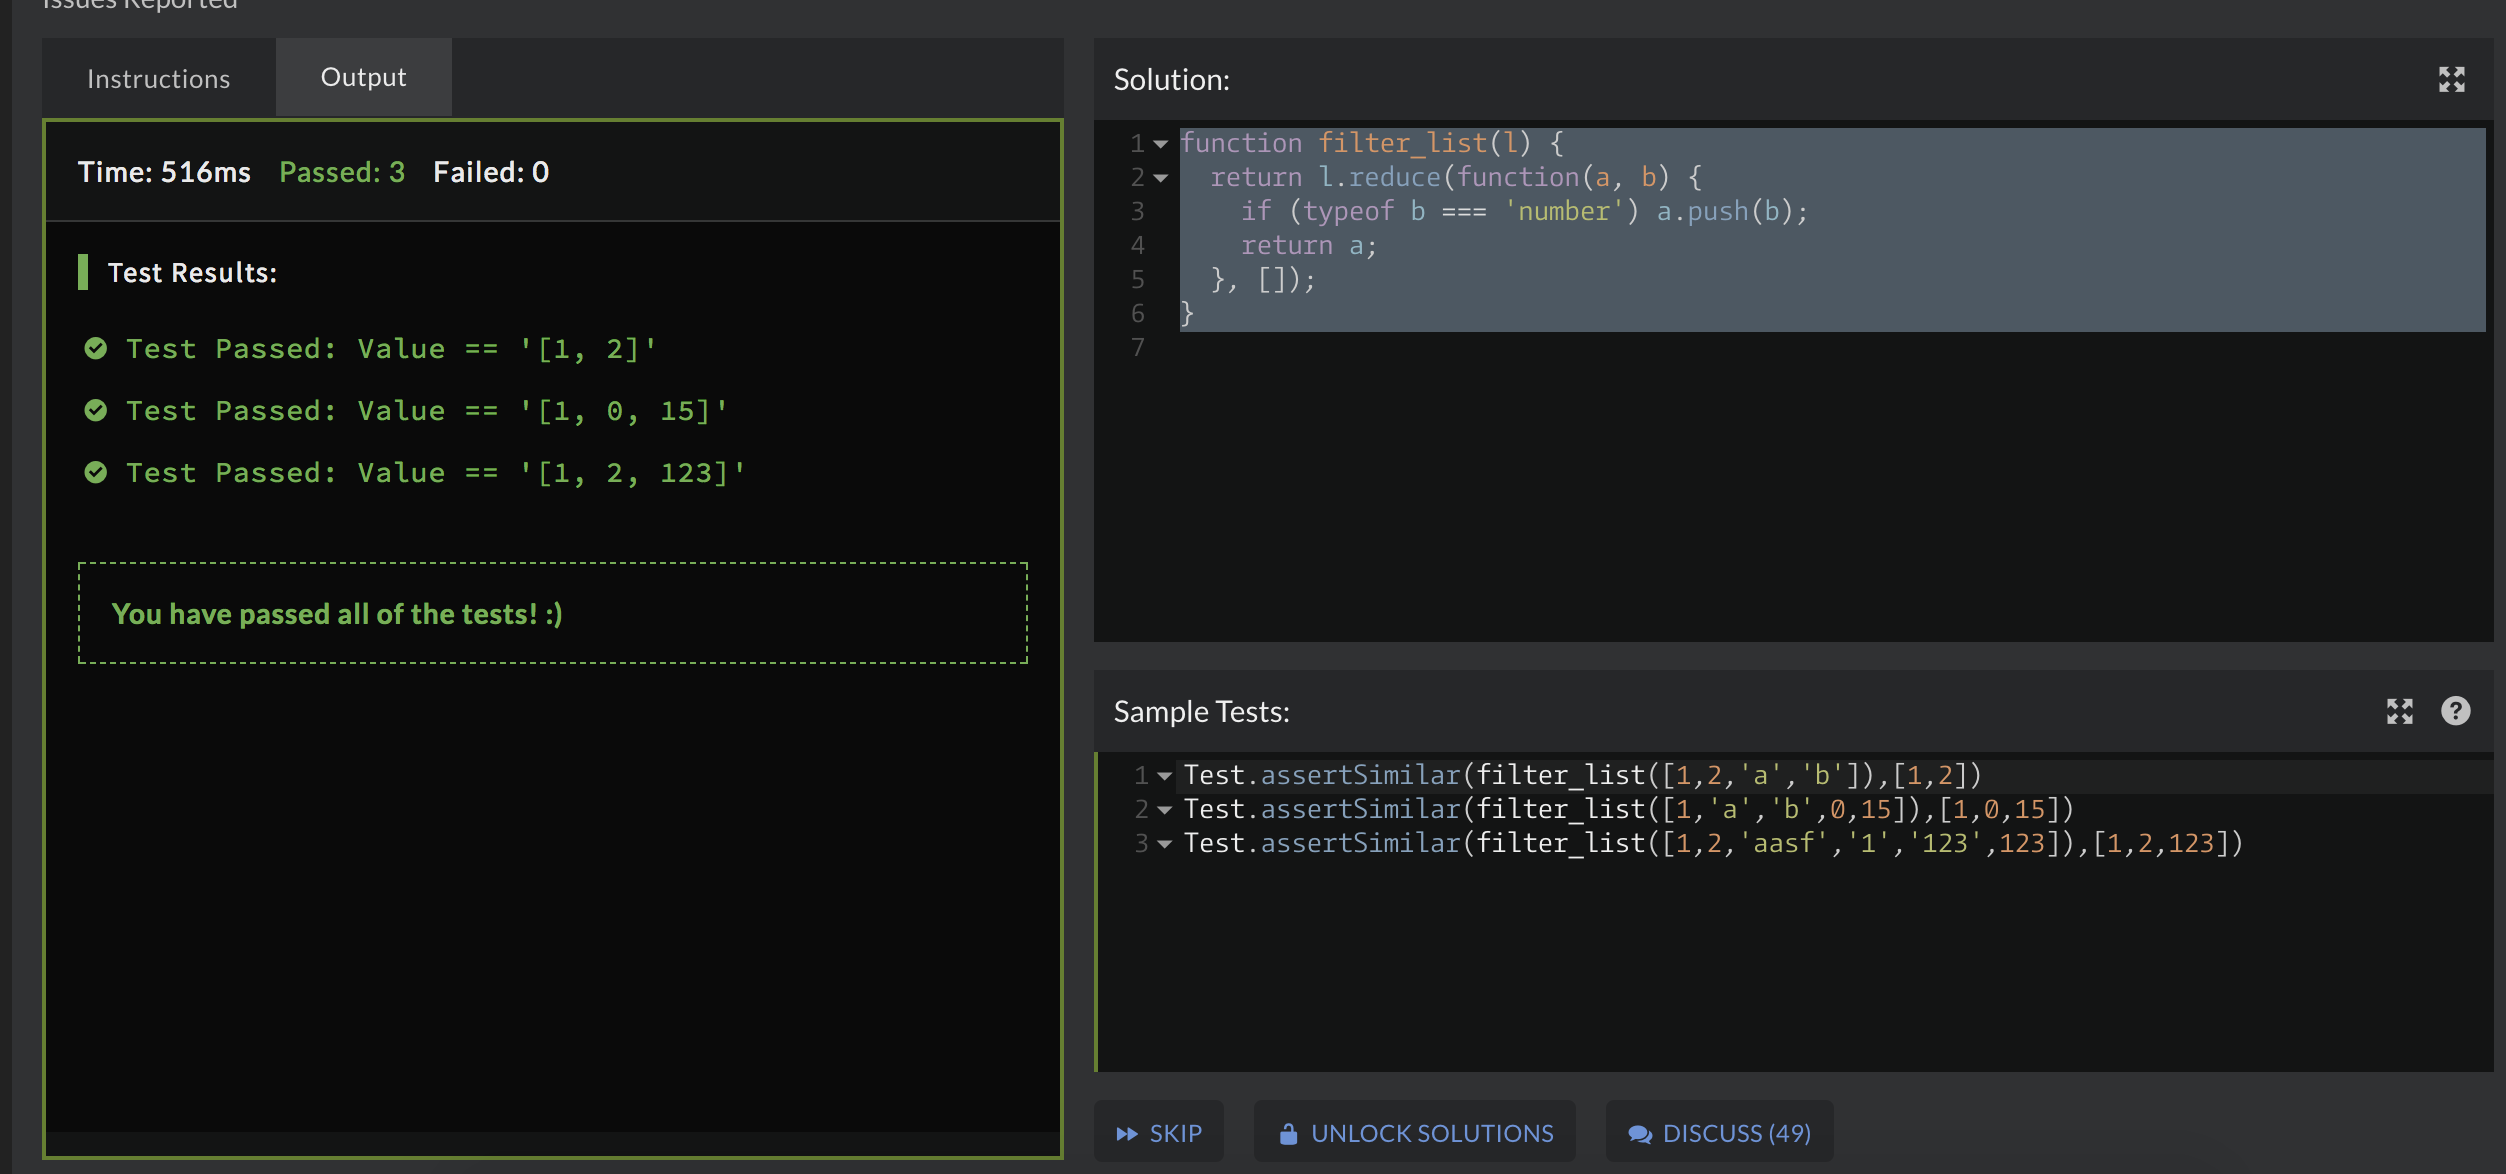 Issues Reported
Instructions
Output
Time: 516ms Passed: 3 Failed: 0
Test Results:
Test Passed: Value == '[1, 2]'
Test Passed: Value == '[1, 0, 15]'
Test Passed: Value == '[1, 2, 123]'
You have passed all of the tests! :)
Solution:
1 function filter_list(l) {
2 return l.reduce(function(a, b) {
3 if (typeof b === 'number') a.push(b);
4 return a;
5 }, []);
6 }
7
Sample Tests:
1 Test.assertSimilar(filter_list([1,2,'a','b']),[1,2])
2 Test.assertSimilar(filter_list([1,'a','b',0,15]),[1,0,15])
3 Test.assertSimilar(filter_list([1,2,'aasf','1','123',123]),[1,2,123])
SKIP
UNLOCK SOLUTIONS
DISCUSS (49)